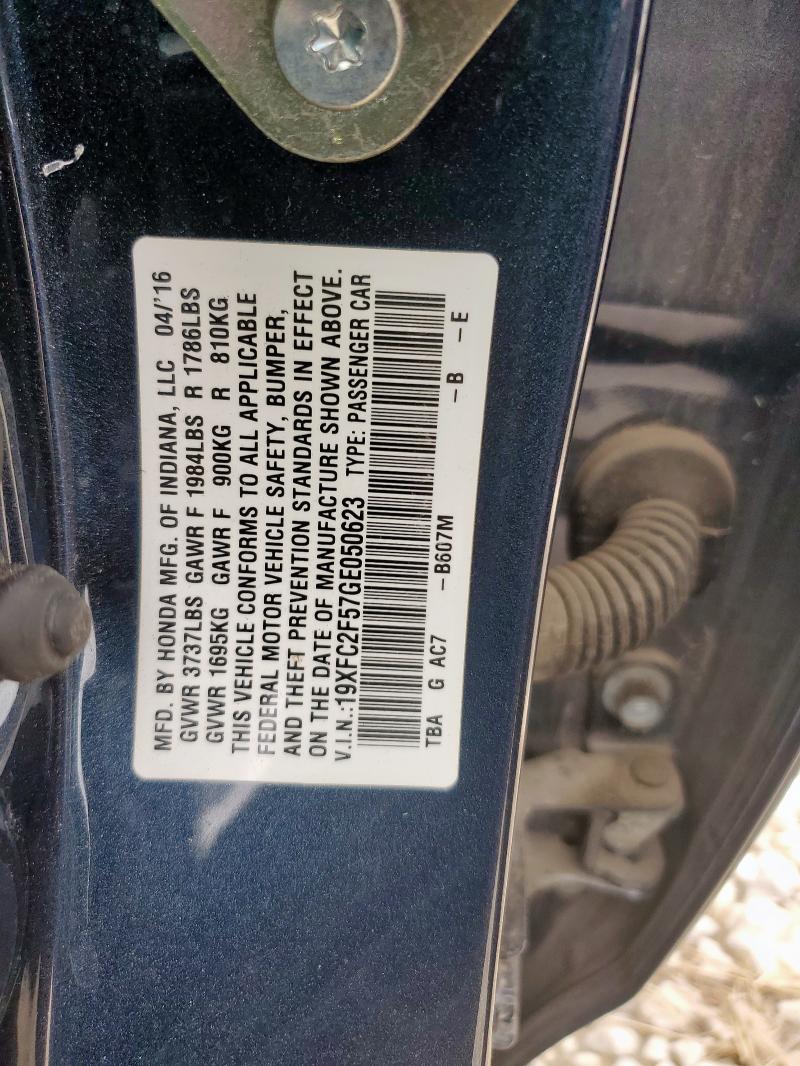 MFD. BY HONDA MFG. OF INDIANA, LLC 04/'16
GVWR 3737LBS GAWR F 1984LBS R 1786LBS
GVWR 1695KG GAWR F 900KG R 810KG
THIS VEHICLE CONFORMS TO ALL APPLICABLE
FEDERAL MOTOR VEHICLE SAFETY, BUMPER,
AND THEFT PREVENTION STANDARDS IN EFFECT
ON THE DATE OF MANUFACTURE SHOWN ABOVE.
V.I.N.:19XFC2F57GE050623 TYPE: PASSENGER CAR
TBA G AC7 –B607M –B –E